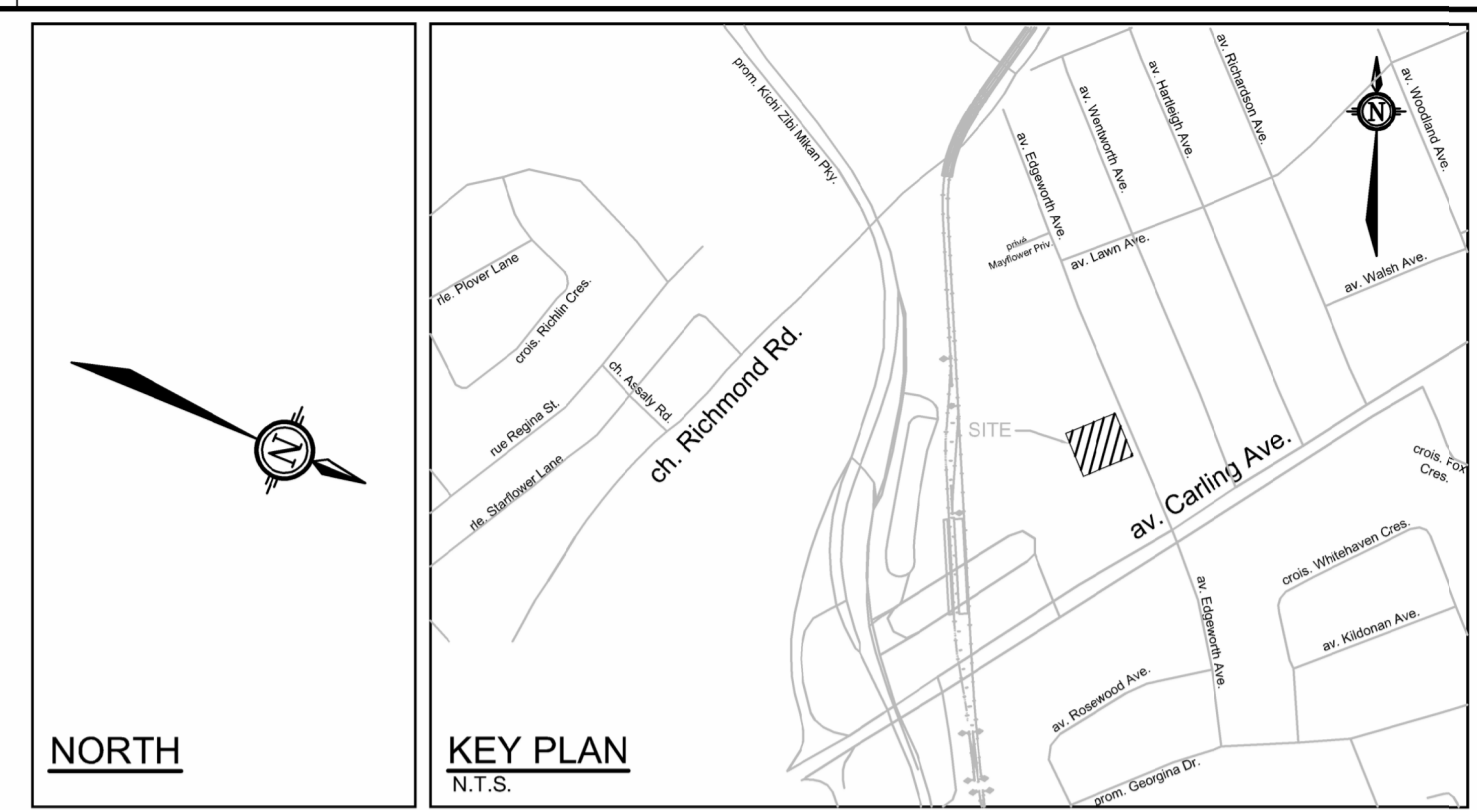 N
NORTH
prom. Kichi Zibi Mikan Pky.
av. Edgeworth Ave.
av. Wentworth Ave.
av. Hartleigh Ave.
av. Richardson Ave.
av. Woodland Ave.
N
rle. Plover Lane
crois. Richlin Cres.
privé
Mayflower Priv.
av. Lawn Ave.
av. Walsh Ave.
ch. Assaly Rd.
ch. Richmond Rd.
rue Regina St.
rle. Starflower Lane
SITE
av. Carling Ave.
crois. Fox
Cres.
crois. Whitehaven Cres.
av. Kildonan Ave.
av. Edgeworth Ave.
av. Rosewood Ave.
prom. Georgina Dr.
KEY PLAN
N.T.S.